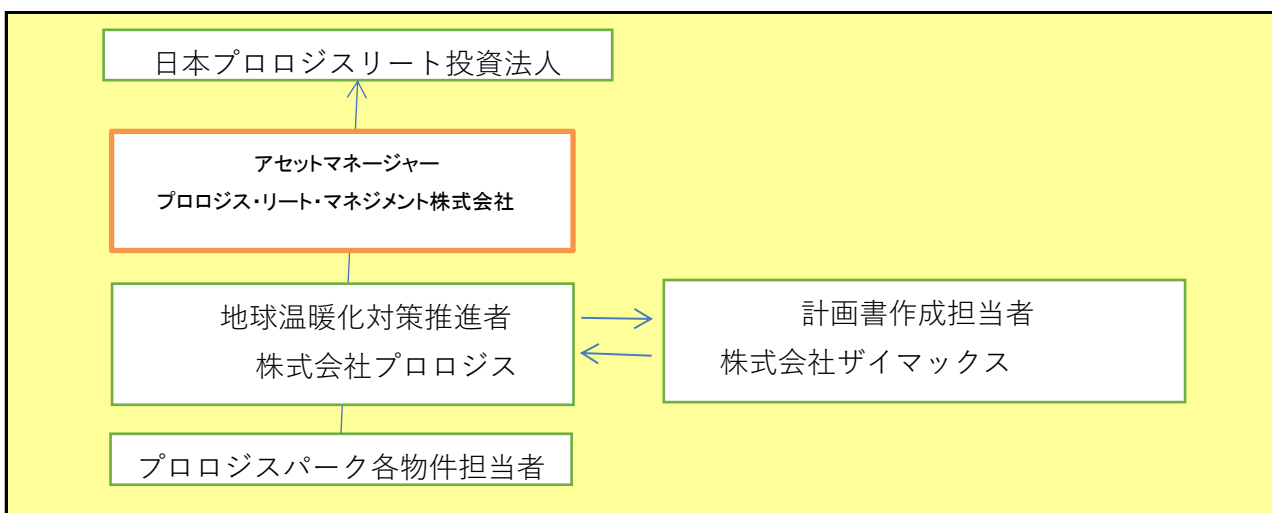 日本プロロジスリート投資法人
アセットマネージャー
プロロジス・リート・マネジメント株式会社
地球温暖化対策推進者
株式会社プロロジス
計画書作成担当者
株式会社ザイマックス
プロロジスパーク各物件担当者